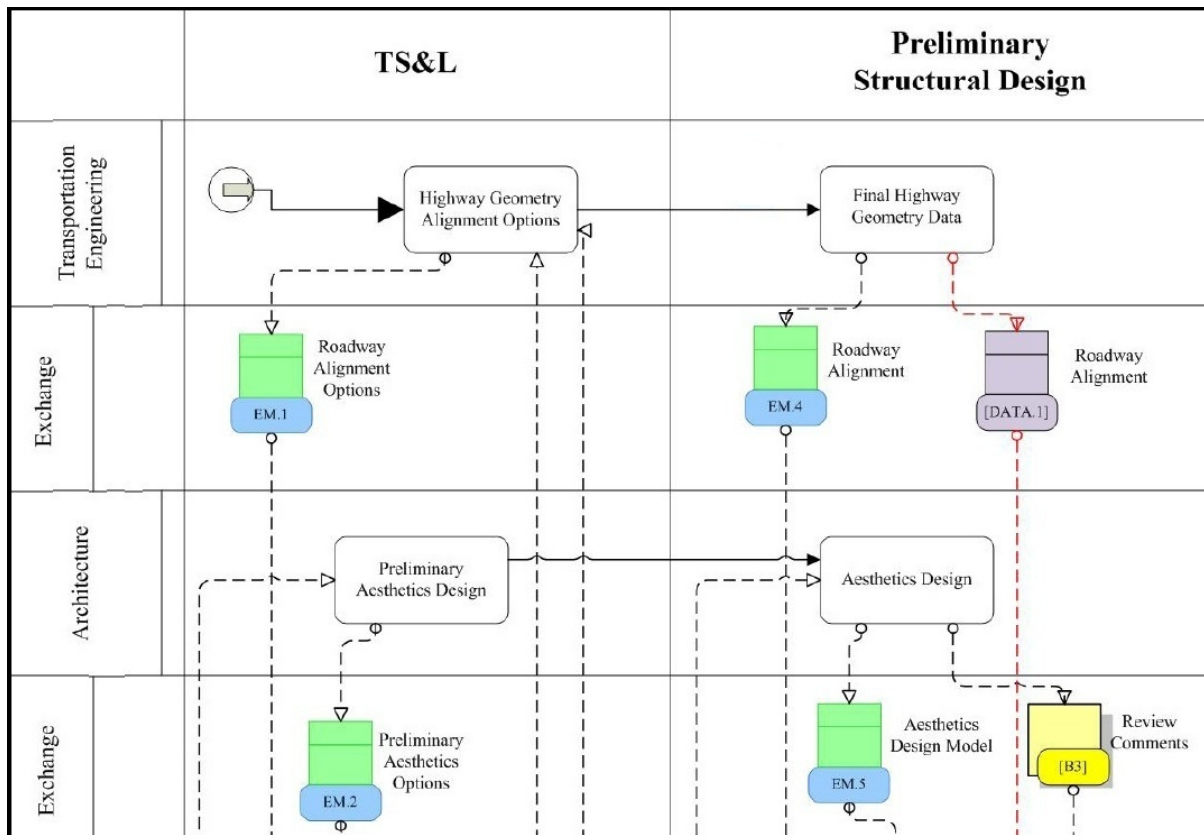 TS&L
Preliminary
Structural Design
Transportation
Engineering
Highway Geometry
Alignment Options
Final Highway
Geometry Data
Exchange
Roadway
Alignment
Options
EM.1
Roadway
Alignment
EM.4
Roadway
Alignment
[DATA.1]
Architecture
Preliminary
Aesthetics Design
Aesthetics Design
Exchange
Preliminary
Aesthetics
Options
EM.2
Aesthetics
Design Model
EM.5
Review
Comments
[B3]